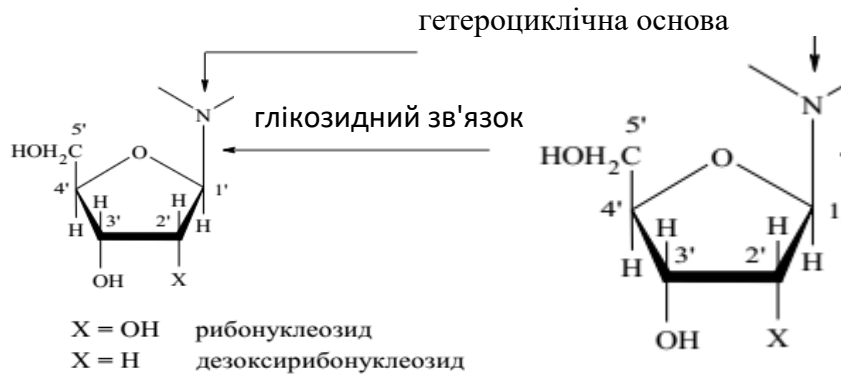 гетероциклічна основа
N
N
глікозидний зв'язок
5'
5'
HOH₂C
O
HOH₂C
O
4'
H
H
1'
4'
H
H
1
H
3'
2'
H
H
3'
2'
H
OH
X
OH
X
X = OH рибонуклеозид
X = H дезоксирибонуклеозид